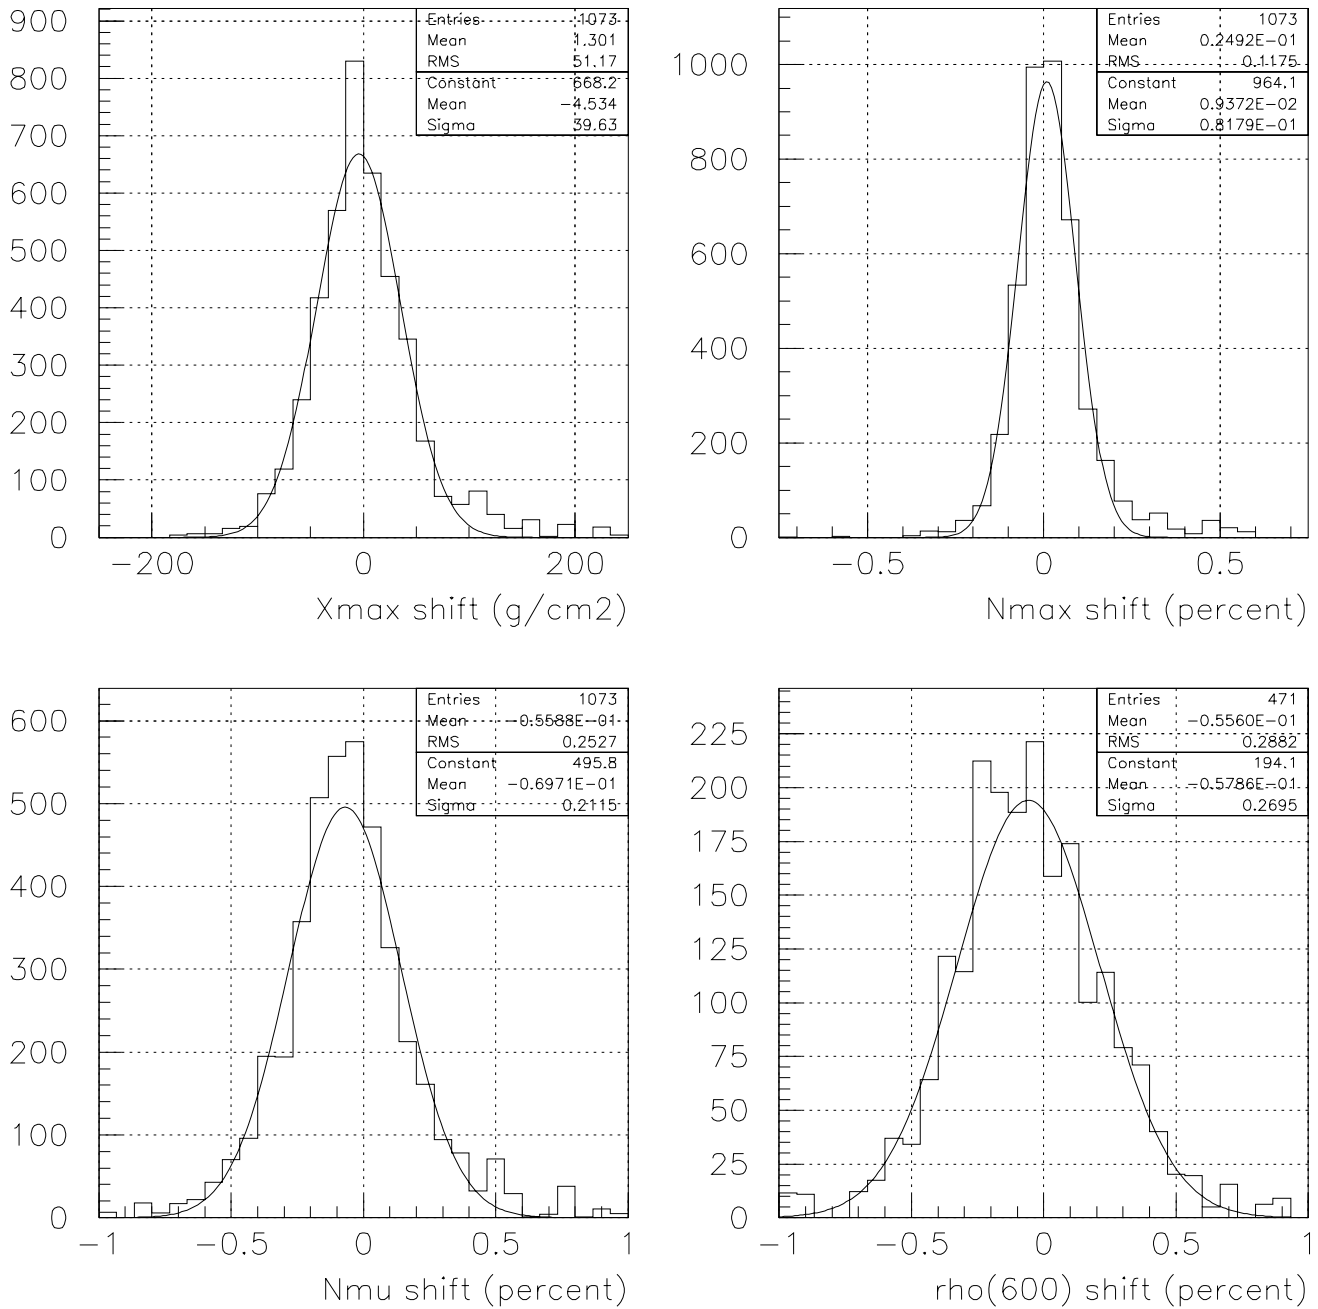 900
800
700
600
500
400
300
200
100
0
Entries 1073
Mean 1.301
RMS 51.17
Constant 668.2
Mean -4.534
Sigma 39.63
-200 0 200
Xmax shift (g/cm2)
1000
800
600
400
200
0
Entries 1073
Mean 0.2492E-01
RMS 0.1175
Constant 964.1
Mean 0.9372E-02
Sigma 0.8179E-01
-0.5 0 0.5
Nmax shift (percent)
600
500
400
300
200
100
0
Entries 1073
Mean -0.5588E-01
RMS 0.2527
Constant 495.8
Mean -0.6971E-01
Sigma 0.2115
-1 -0.5 0 0.5 1
Nmu shift (percent)
225
200
175
150
125
100
75
50
25
0
Entries 471
Mean -0.5560E-01
RMS 0.2882
Constant 194.1
Mean -0.5786E-01
Sigma 0.2695
-1 -0.5 0 0.5 1
rho(600) shift (percent)